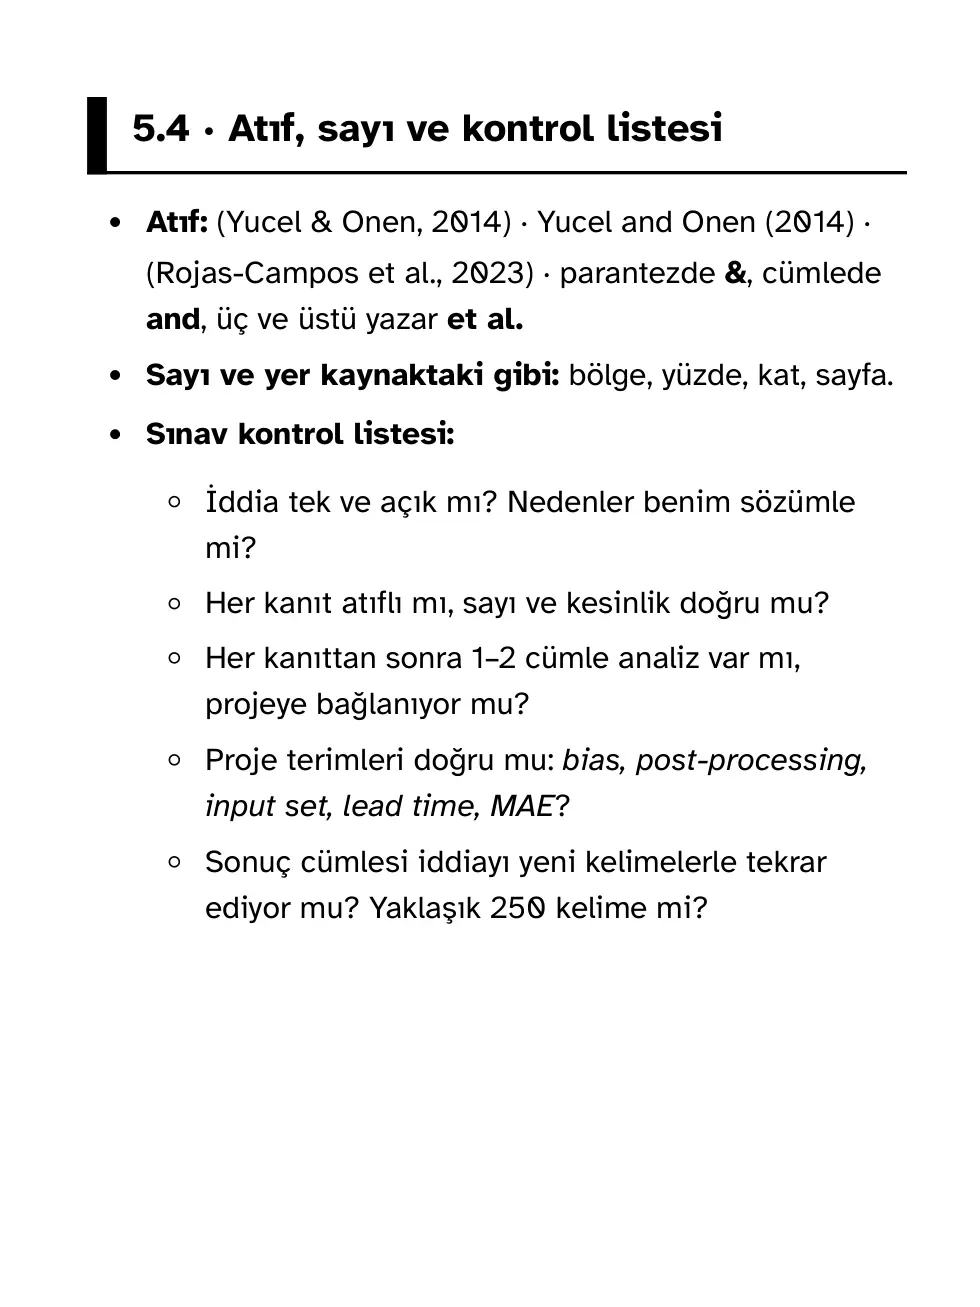 5.4 · Atıf, sayı ve kontrol listesi
• Atıf: (Yucel & Onen, 2014) · Yucel and Onen (2014) ·
(Rojas-Campos et al., 2023) · parantezde &, cümlede
and, üç ve üstü yazar et al.
• Sayı ve yer kaynaktaki gibi: bölge, yüzde, kat, sayfa.
• Sınav kontrol listesi:
◦ İddia tek ve açık mı? Nedenler benim sözümle
mi?
◦ Her kanıt atıflı mı, sayı ve kesinlik doğru mu?
◦ Her kanıttan sonra 1–2 cümle analiz var mı,
projeye bağlanıyor mu?
◦ Proje terimleri doğru mu: bias, post-processing,
input set, lead time, MAE?
◦ Sonuç cümlesi iddiayı yeni kelimelerle tekrar
ediyor mu? Yaklaşık 250 kelime mi?